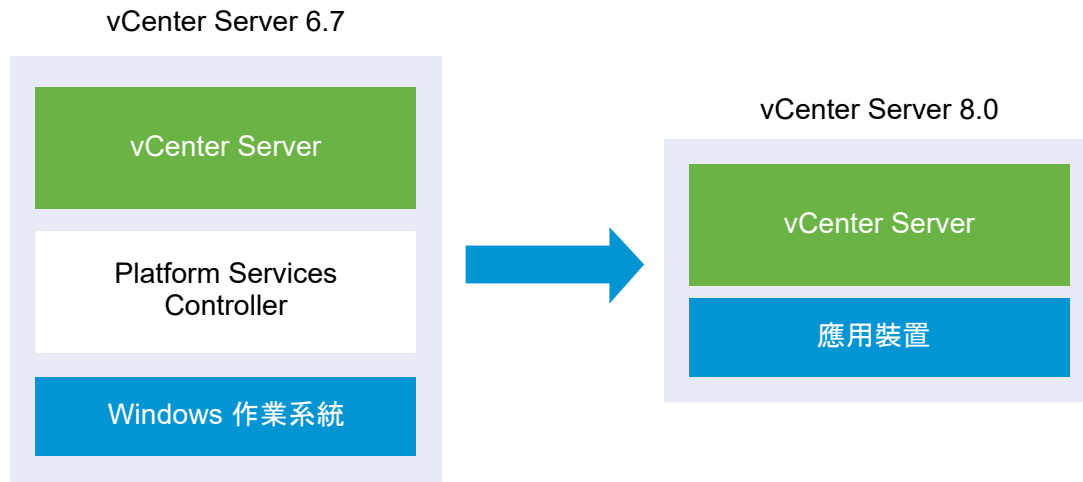 vCenter Server 6.7
vCenter Server
Platform Services
Controller
Windows 作業系統
vCenter Server 8.0
vCenter Server
應用裝置